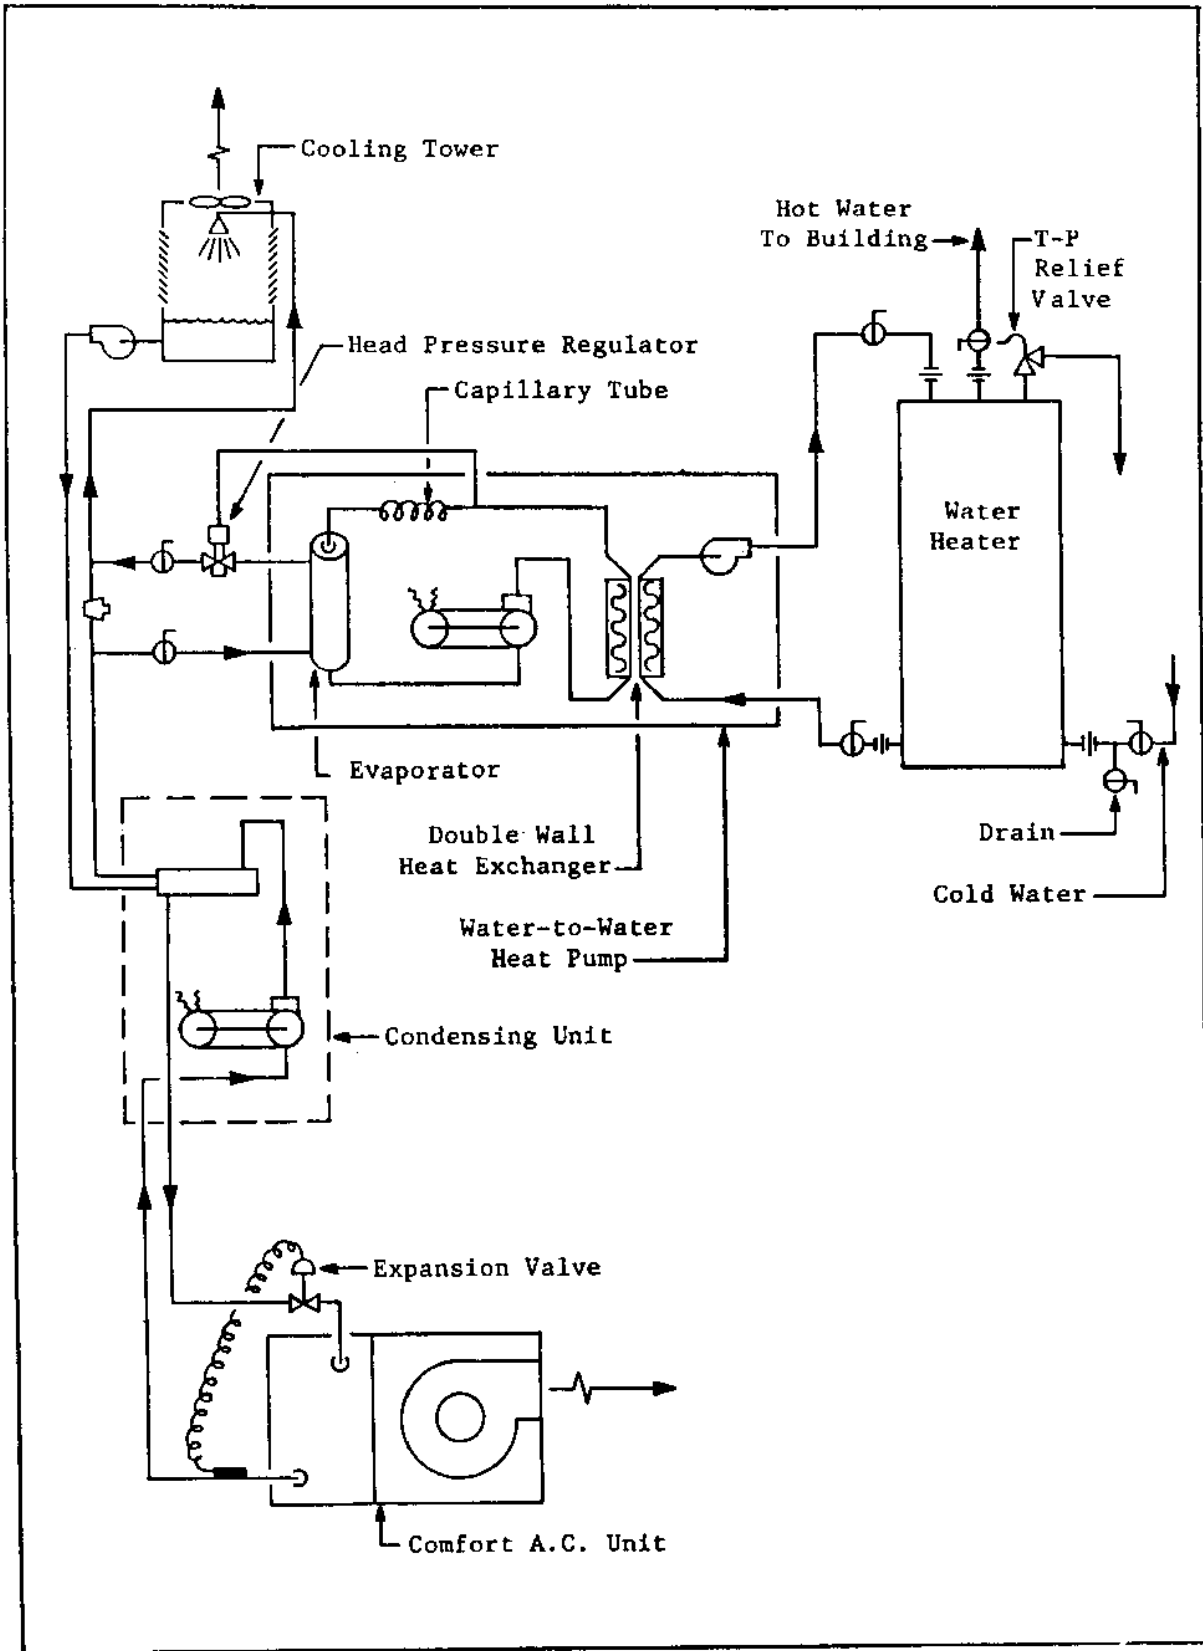 Cooling Tower
Hot Water
To Building
T-P
Relief
Valve
Head Pressure Regulator
Capillary Tube
Water
Heater
Evaporator
Double Wall
Heat Exchanger
Drain
Cold Water
Water-to-Water
Heat Pump
Condensing Unit
Expansion Valve
Comfort A.C. Unit